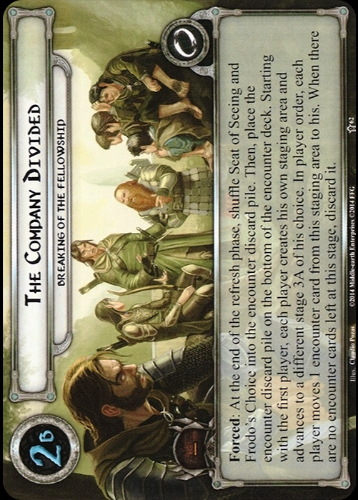 2B
THE COMPANY DIVIDED
BREAKING OF THE FELLOWSHIP
Forced: At the end of the refresh phase, shuffle Seat of Seeing and
Frodo's Choice into the encounter discard pile. Then, place the
encounter discard pile on the bottom of the encounter deck. Starting
with the first player, each player creates his own staging area and
advances to a different stage 3A of his choice. In player order, each
player moves 1 encounter card from this staging area to his. When there
are no encounter cards left at this stage, discard it.
Illus. Claudio Pozas ©2014 Middle-earth Enterprises ©2014 FFG 62